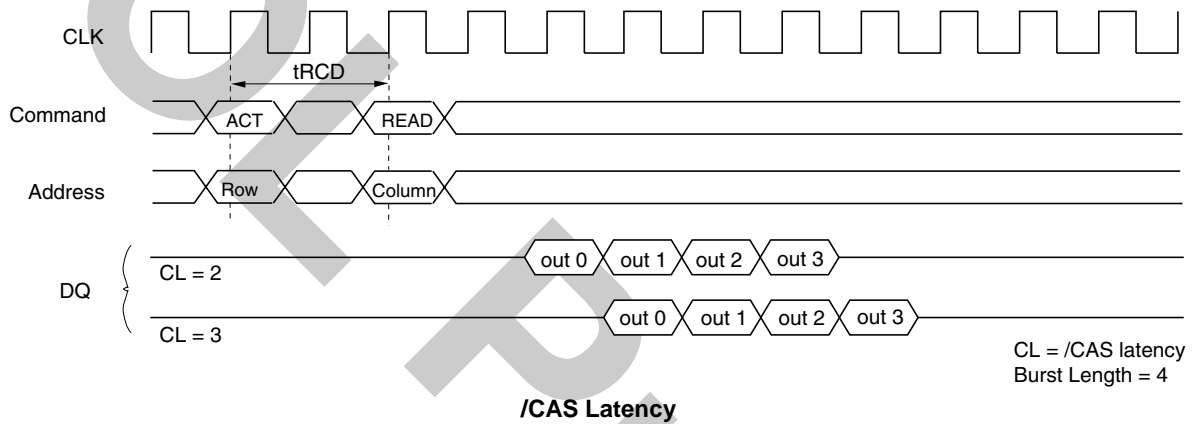 CLK
tRCD
Command
ACT READ
Address
Row Column
DQ
CL = 2
out 0 out 1 out 2 out 3
CL = 3
out 0 out 1 out 2 out 3
CL = /CAS latency
Burst Length = 4
/CAS Latency